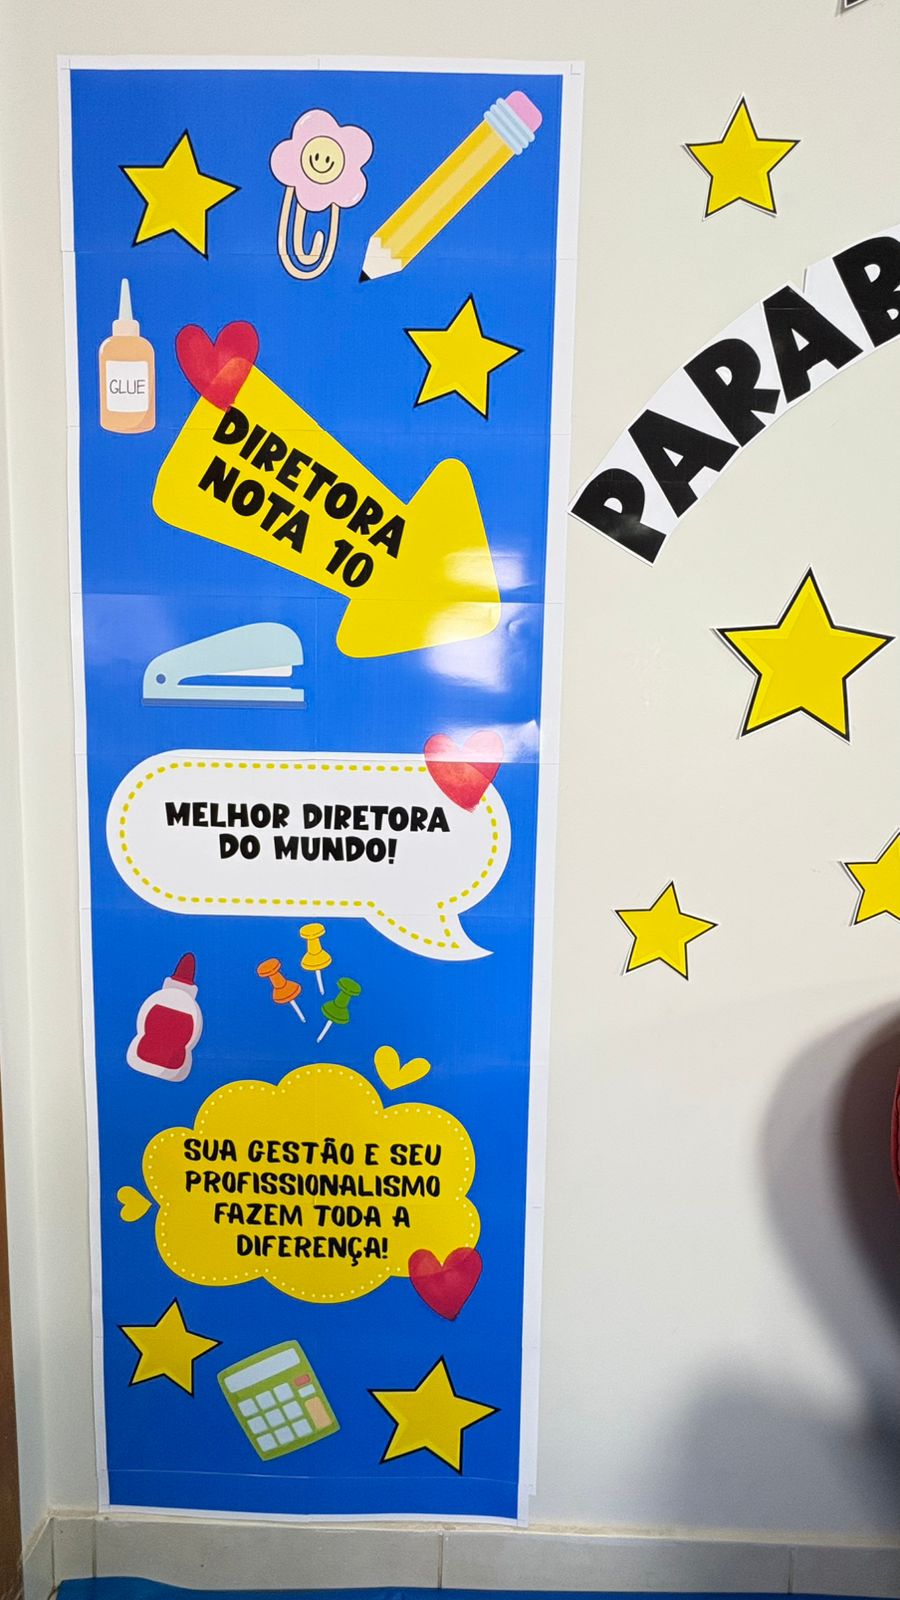 GLUE
DIRETORA
NOTA 10
MELHOR DIRETORA
DO MUNDO!
SUA GESTÃO E SEU
PROFISSIONALISMO
FAZEM TODA A
DIFERENÇA!
PARAB